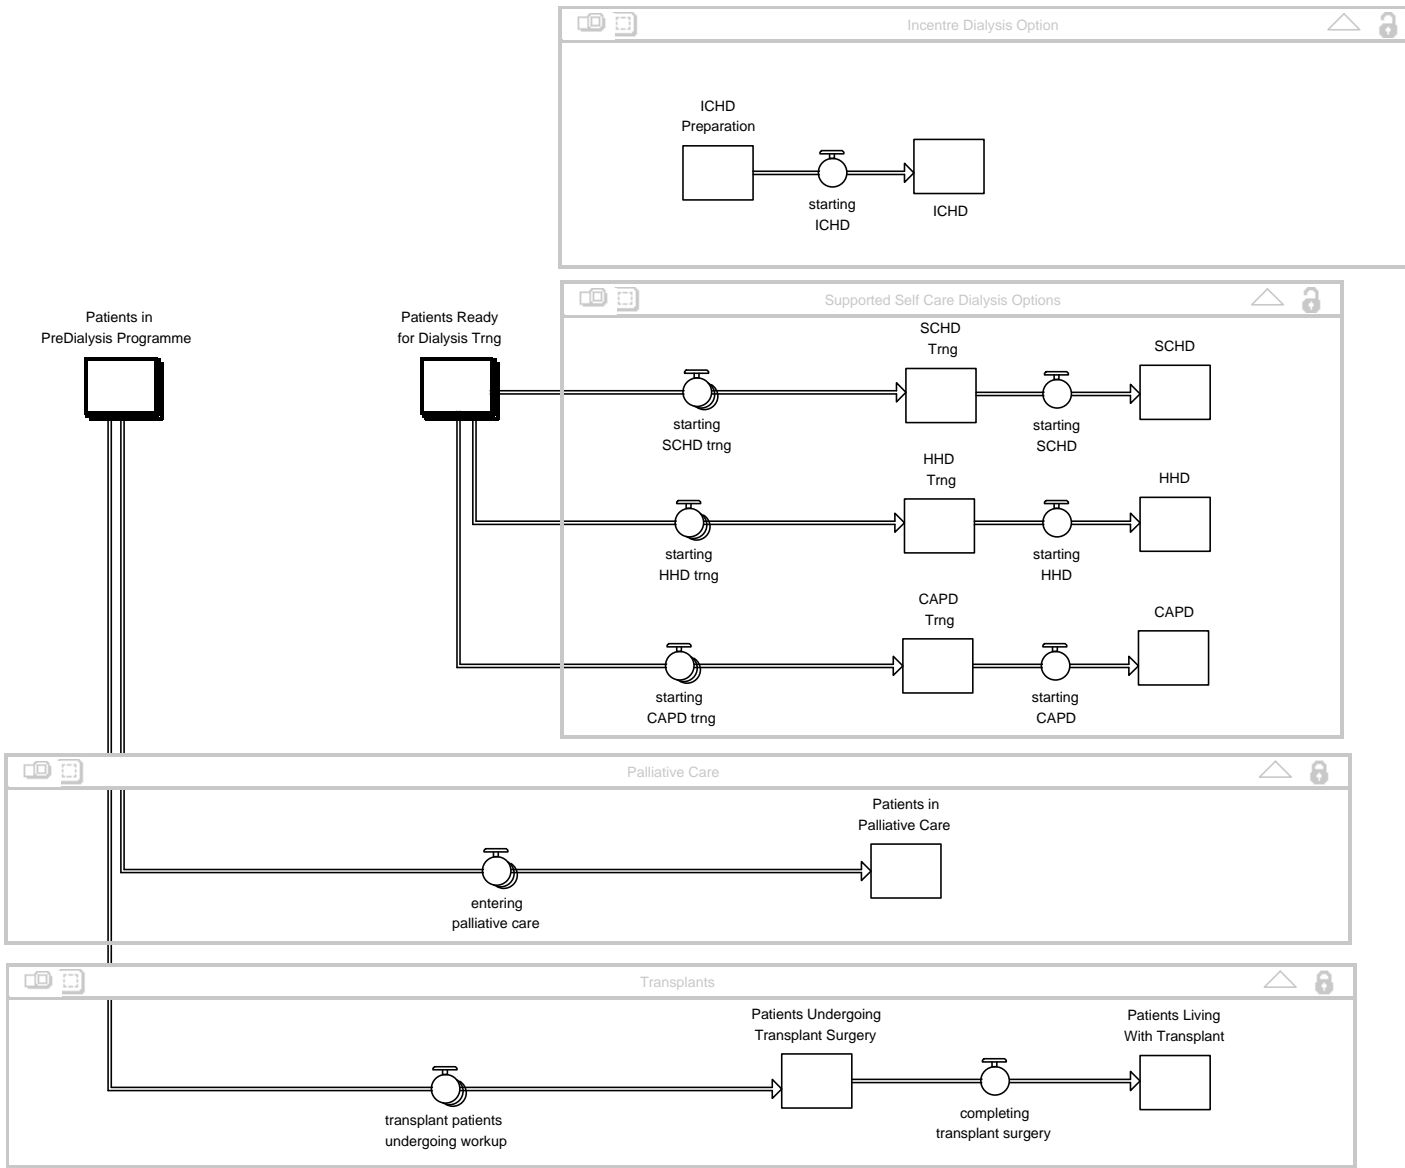 Incentre Dialysis Option
ICHD
Preparation
starting
ICHD
ICHD
Patients in
PreDialysis Programme
Patients Ready
for Dialysis Trng
Supported Self Care Dialysis Options
SCHD
Trng
SCHD
starting
SCHD trng
starting
SCHD
HHD
Trng
HHD
starting
HHD trng
starting
HHD
CAPD
Trng
CAPD
starting
CAPD trng
starting
CAPD
Palliative Care
Patients in
Palliative Care
entering
palliative care
Transplants
Patients Undergoing
Transplant Surgery
Patients Living
With Transplant
transplant patients
undergoing workup
completing
transplant surgery